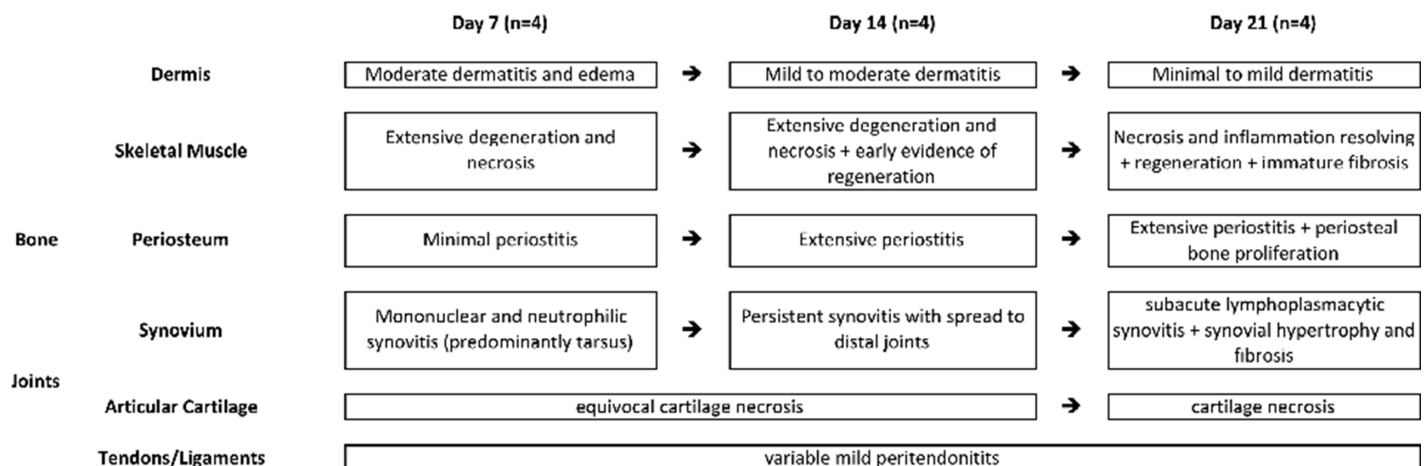 Day 7 (n=4) Day 14 (n=4) Day 21 (n=4)
Dermis Moderate dermatitis and edema ➔ Mild to moderate dermatitis ➔ Minimal to mild dermatitis
Skeletal Muscle
Extensive degeneration and
necrosis
➔
Extensive degeneration and
necrosis + early evidence of
regeneration
➔
Necrosis and inflammation resolving
+ regeneration + immature fibrosis
Bone Periosteum
Minimal periostitis
➔
Extensive periostitis
➔
Extensive periostitis + periosteal
bone proliferation
Joints
Synovium
Mononuclear and neutrophilic
synovitis (predominantly tarsus)
➔
Persistent synovitis with spread to
distal joints
➔
subacute lymphoplasmacytic
synovitis + synovial hypertrophy and
fibrosis
Articular Cartilage equivocal cartilage necrosis ➔ cartilage necrosis
Tendons/Ligaments variable mild peritendonitits